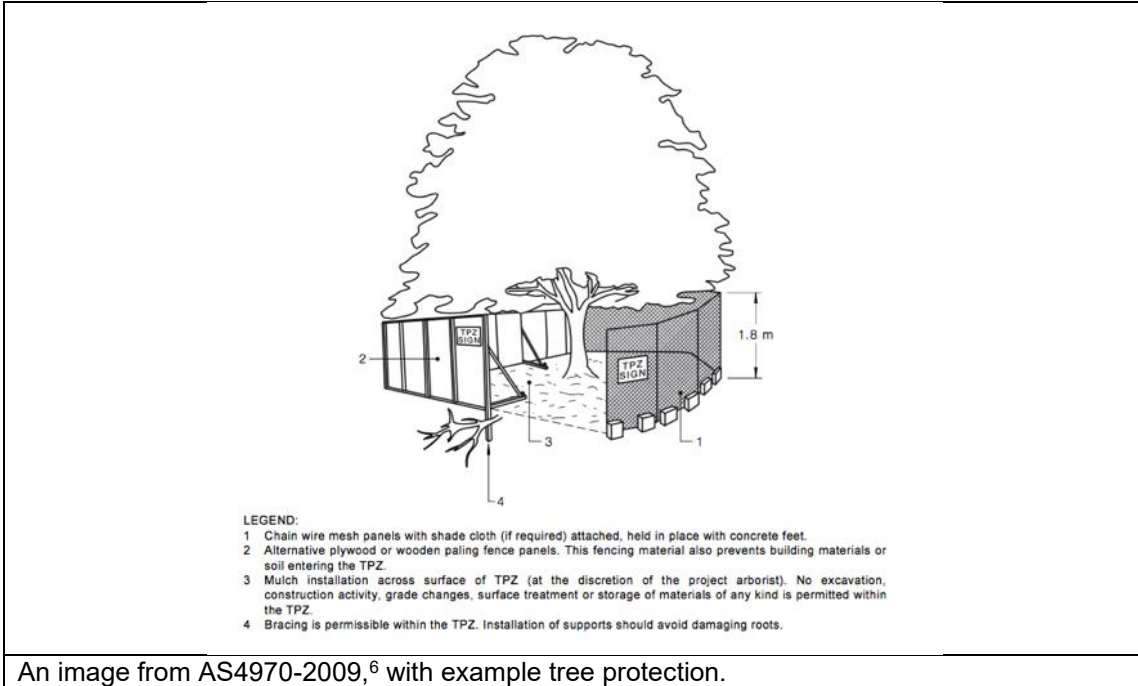 TPZ
SIGN
1.8 m
TPZ
SIGN
2
3
1
4
LEGEND:
1 Chain wire mesh panels with shade cloth (if required) attached, held in place with concrete feet.
2 Alternative plywood or wooden paling fence panels. This fencing material also prevents building materials or
soil entering the TPZ.
3 Mulch installation across surface of TPZ (at the discretion of the project arborist). No excavation,
construction activity, grade changes, surface treatment or storage of materials of any kind is permitted within
the TPZ.
4 Bracing is permissible within the TPZ. Installation of supports should avoid damaging roots.
An image from AS4970-2009,⁶ with example tree protection.